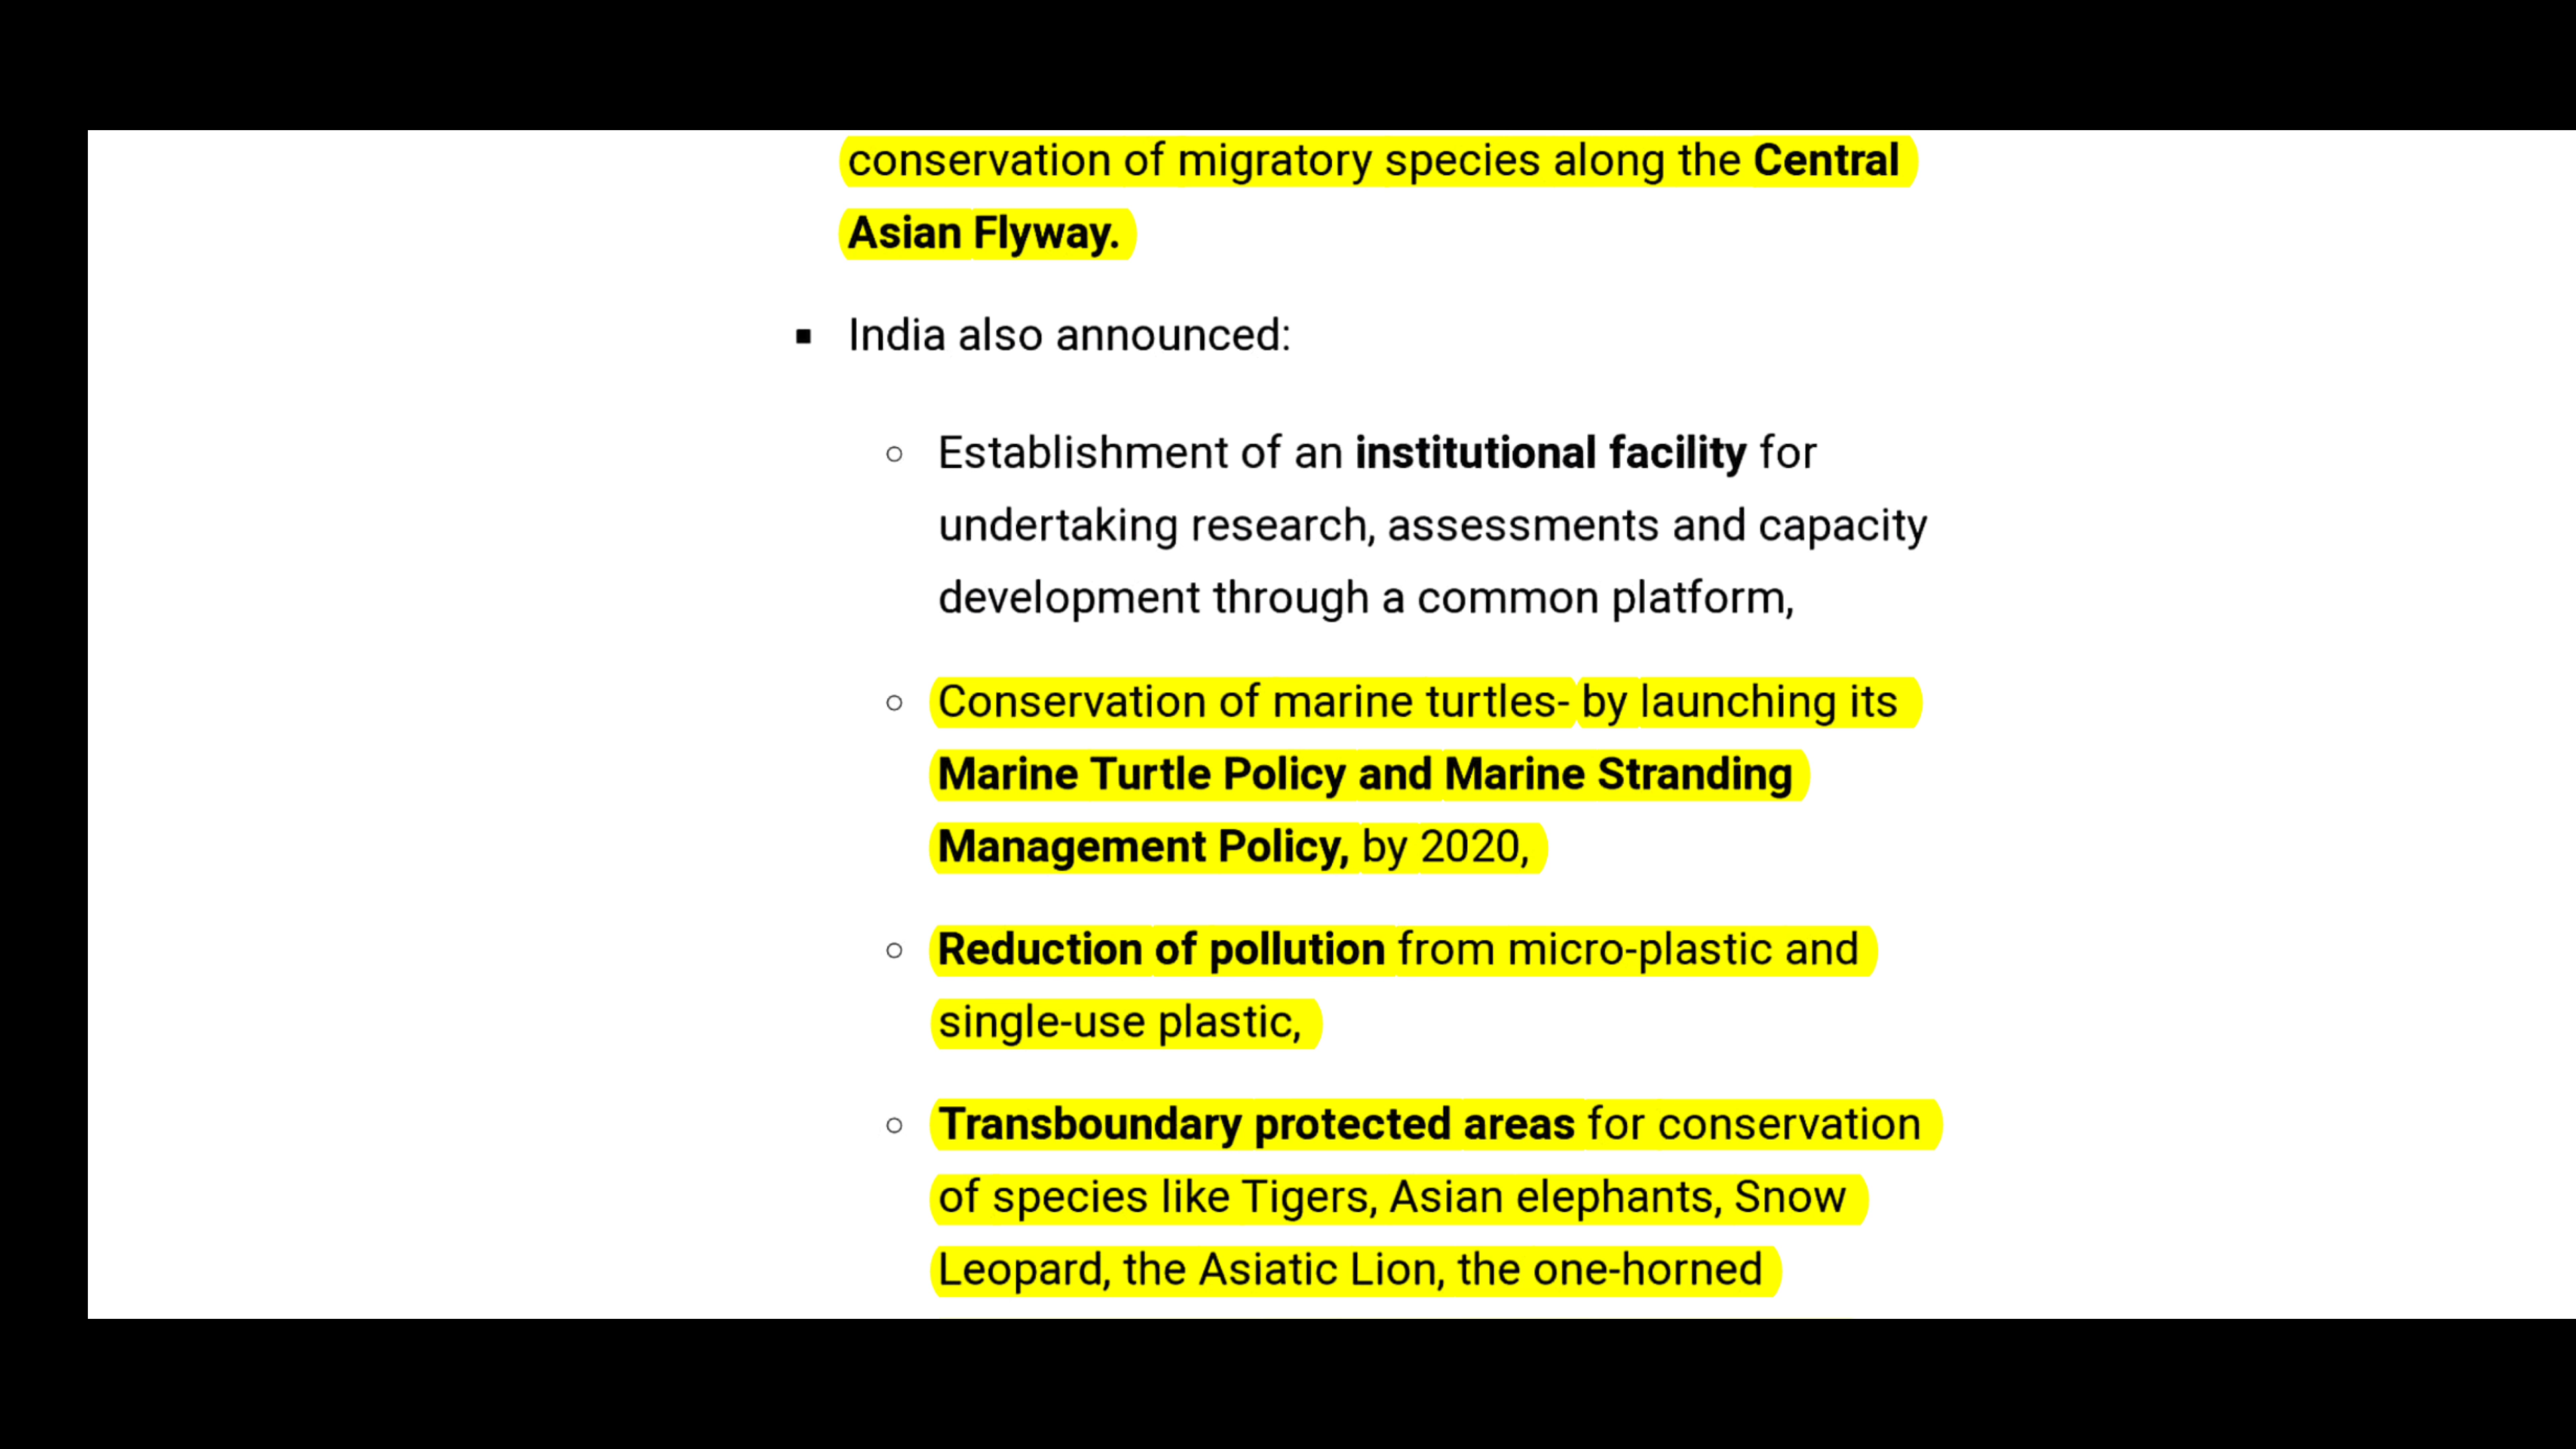 conservation of migratory species along the Central
Asian Flyway.
▪ India also announced:
○ Establishment of an institutional facility for
undertaking research, assessments and capacity
development through a common platform,
○ Conservation of marine turtles- by launching its
Marine Turtle Policy and Marine Stranding
Management Policy, by 2020,
○ Reduction of pollution from micro-plastic and
single-use plastic,
○ Transboundary protected areas for conservation
of species like Tigers, Asian elephants, Snow
Leopard, the Asiatic Lion, the one-horned